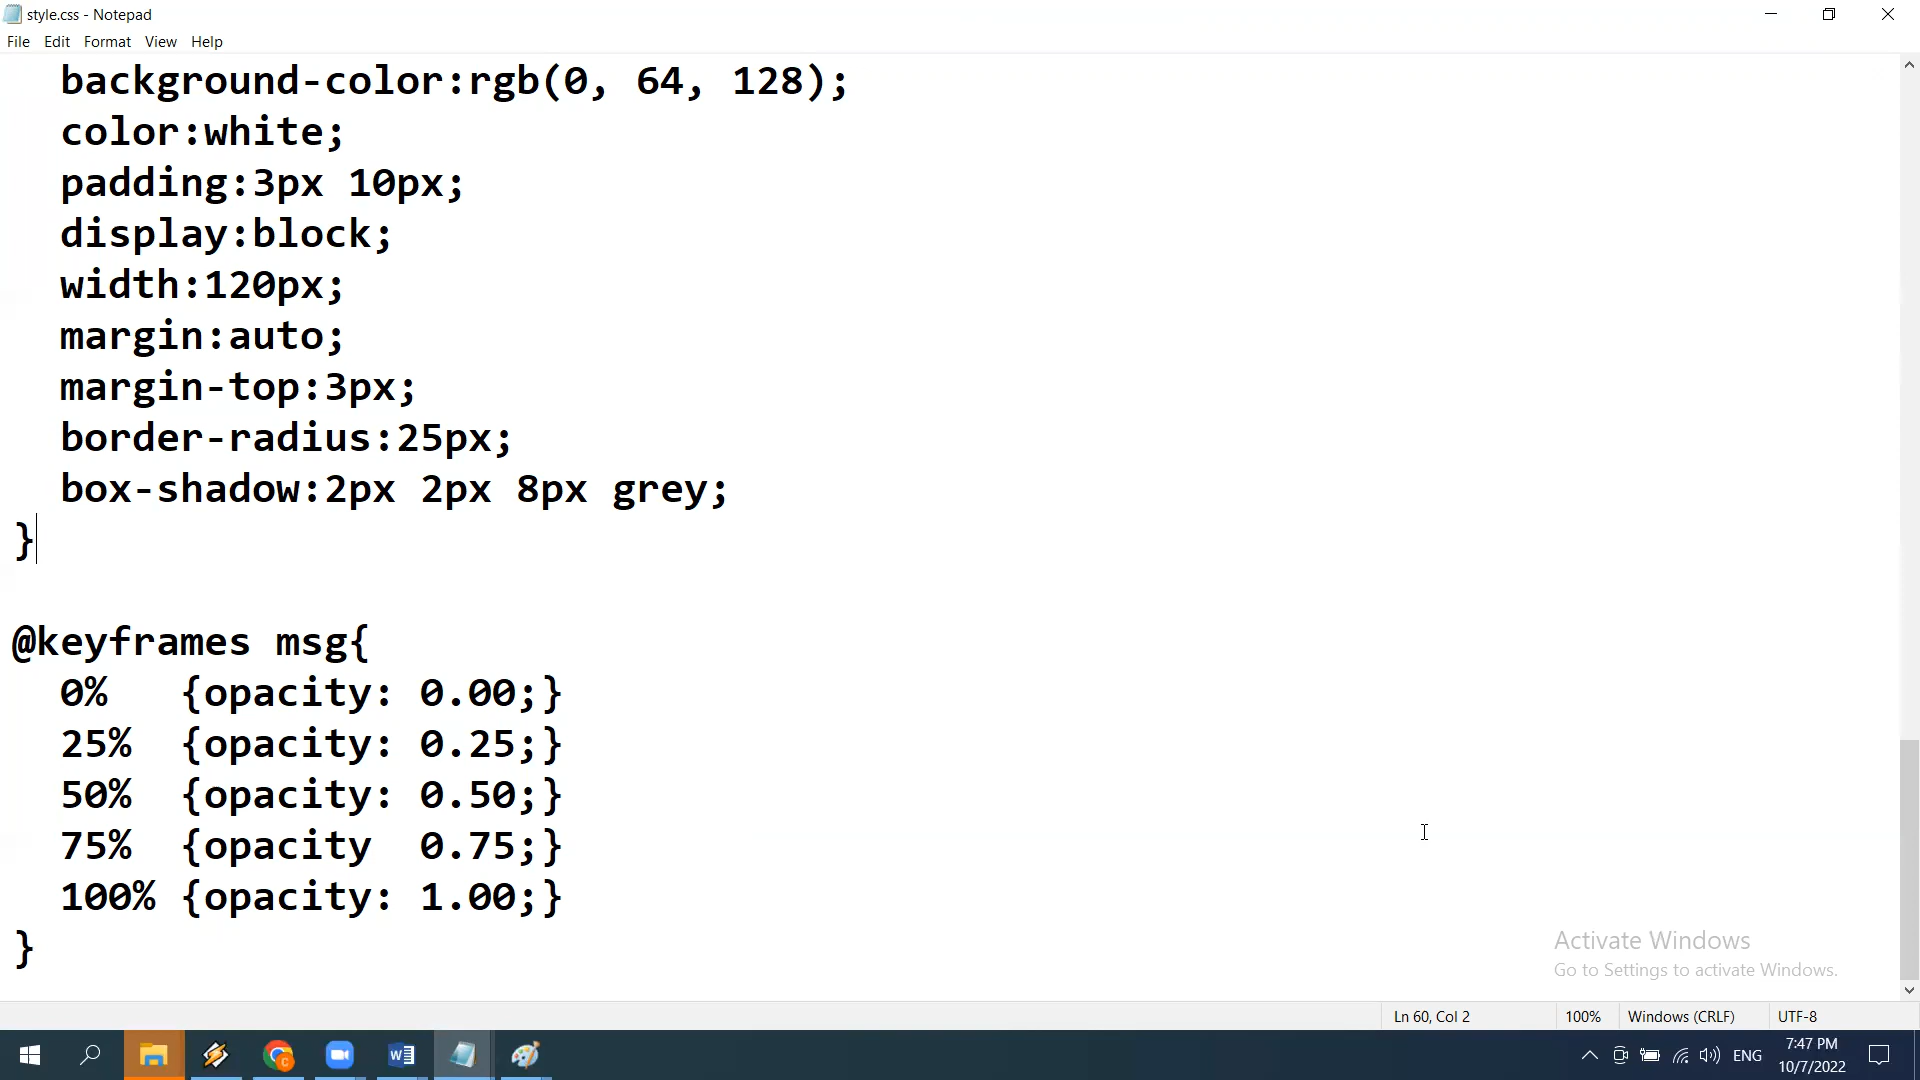 style.css - Notepad
File Edit Format View Help
background-color:rgb(0, 64, 128);
color:white;
padding:3px 10px;
display:block;
width:120px;
margin:auto;
margin-top:3px;
border-radius:25px;
box-shadow:2px 2px 8px grey;
}
@keyframes msg{
0% {opacity: 0.00;}
25% {opacity: 0.25;}
50% {opacity: 0.50;}
75% {opacity 0.75;}
100% {opacity: 1.00;}
}
Activate Windows
Go to Settings to activate Windows.
Ln 60, Col 2 100% Windows (CRLF) UTF-8
ENG
7:47 PM
10/7/2022